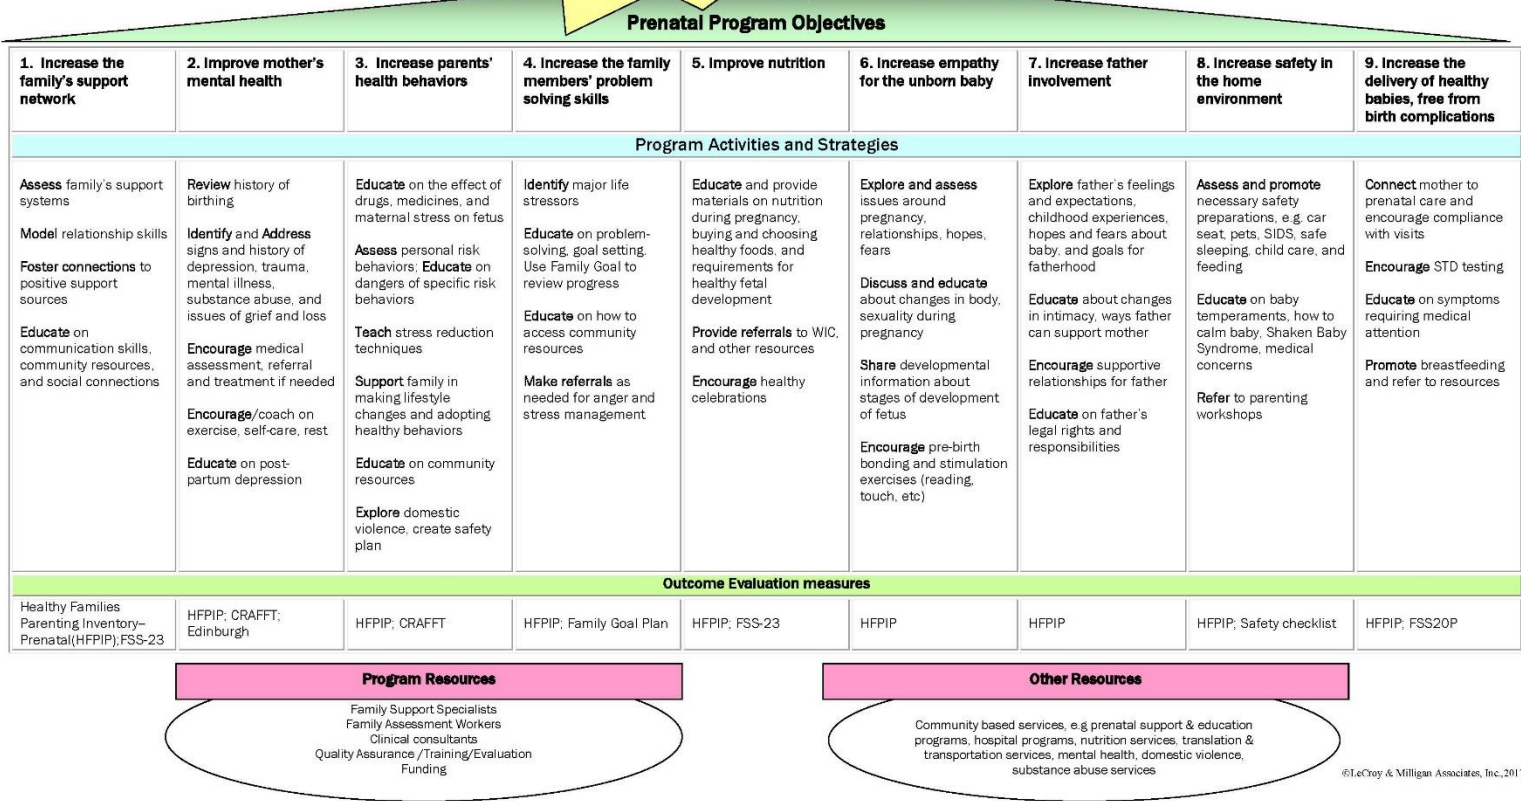 Prenatal Program Objectives
1. Increase the
family's support
network
2. Improve mother's
mental health
3. Increase parents'
health behaviors
4. Increase the family
members' problem
solving skills
5. Improve nutrition
6. Increase empathy
for the unborn baby
7. Increase father
involvement
8. Increase safety in
the home
environment
9. Increase the
delivery of healthy
babies, free from
birth complications
Program Activities and Strategies
Assess family's support
systems
Model relationship skills
Foster connections to
positive support
sources
Educate on
communication skills,
community resources,
and social connections
Review history of
birthing
Identify and Address
signs and history of
depression, trauma,
mental illness,
substance abuse, and
issues of grief and loss
Encourage medical
assessment, referral
and treatment if needed
Encourage/coach on
exercise, self-care, rest
Educate on post-
partum depression
Educate on the effect of
drugs, medicines, and
maternal stress on fetus
Assess personal risk
behaviors; Educate on
dangers of specific risk
behaviors
Teach stress reduction
techniques
Support family in
making lifestyle
changes and adopting
healthy behaviors
Educate on community
resources
Explore domestic
violence, create safety
plan
Identify major life
stressors
Educate on problem-
solving, goal setting.
Use Family Goal to
review progress
Educate on how to
access community
resources
Make referrals as
needed for anger and
stress management
Educate and provide
materials on nutrition
during pregnancy,
buying and choosing
healthy foods, and
requirements for
healthy fetal
development
Provide referrals to WIC,
and other resources
Encourage healthy
celebrations
Explore and assess
issues around
pregnancy,
relationships, hopes,
fears
Discuss and educate
about changes in body,
sexuality during
pregnancy
Share developmental
information about
stages of development
of fetus
Encourage pre-birth
bonding and stimulation
exercises (reading,
touch, etc)
Explore father's feelings
and expectations,
childhood experiences,
hopes and fears about
baby, and goals for
fatherhood
Educate about changes
in intimacy, ways father
can support mother
Encourage supportive
relationships for father
Educate on father's
legal rights and
responsibilities
Assess and promote
necessary safety
preparations, e.g. car
seat, pets, SIDS, safe
sleeping, child care, and
feeding
Educate on baby
temperaments, how to
calm baby, Shaken Baby
Syndrome, medical
concerns
Refer to parenting
workshops
Connect mother to
prenatal care and
encourage compliance
with visits
Encourage STD testing
Educate on symptoms
requiring medical
attention
Promote breastfeeding
and refer to resources
Outcome Evaluation measures
Healthy Families
Parenting Inventory–
Prenatal(HFPIP);FSS-23
HFPIP; CRAFFT;
Edinburgh
HFPIP; CRAFFT
HFPIP; Family Goal Plan
HFPIP; FSS-23
HFPIP
HFPIP
HFPIP; Safety checklist
HFPIP; FSS20P
Program Resources
Family Support Specialists
Family Assessment Workers
Clinical consultants
Quality Assurance /Training/Evaluation
Funding
Other Resources
Community based services, e.g prenatal support & education
programs, hospital programs, nutrition services, translation &
transportation services, mental health, domestic violence,
substance abuse services
©LeCroy & Milligan Associates, Inc.,